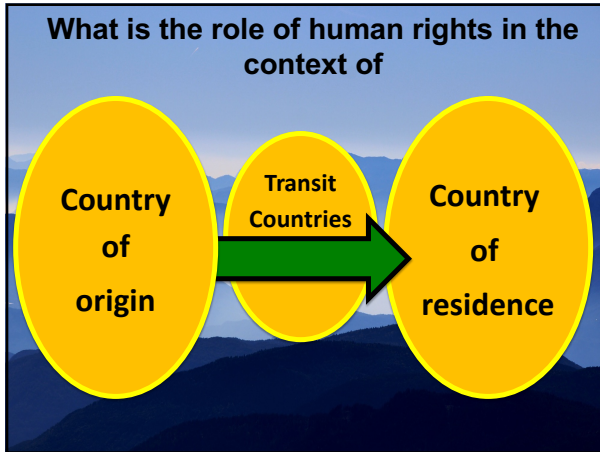 What is the role of human rights in the
context of
Country
of
origin
Transit
Countries
Country
of
residence